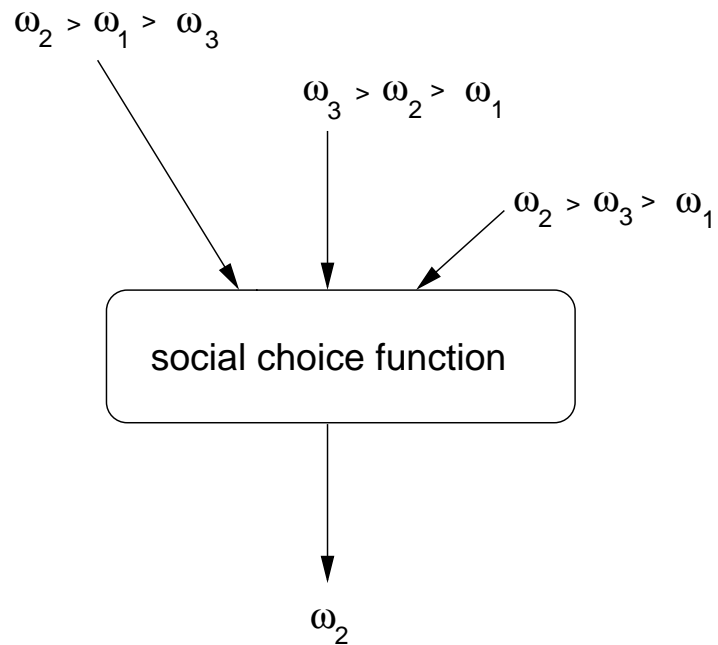 ω₂ > ω₁ > ω₃
ω₃ > ω₂ > ω₁
ω₂ > ω₃ > ω₁
social choice function
ω₂